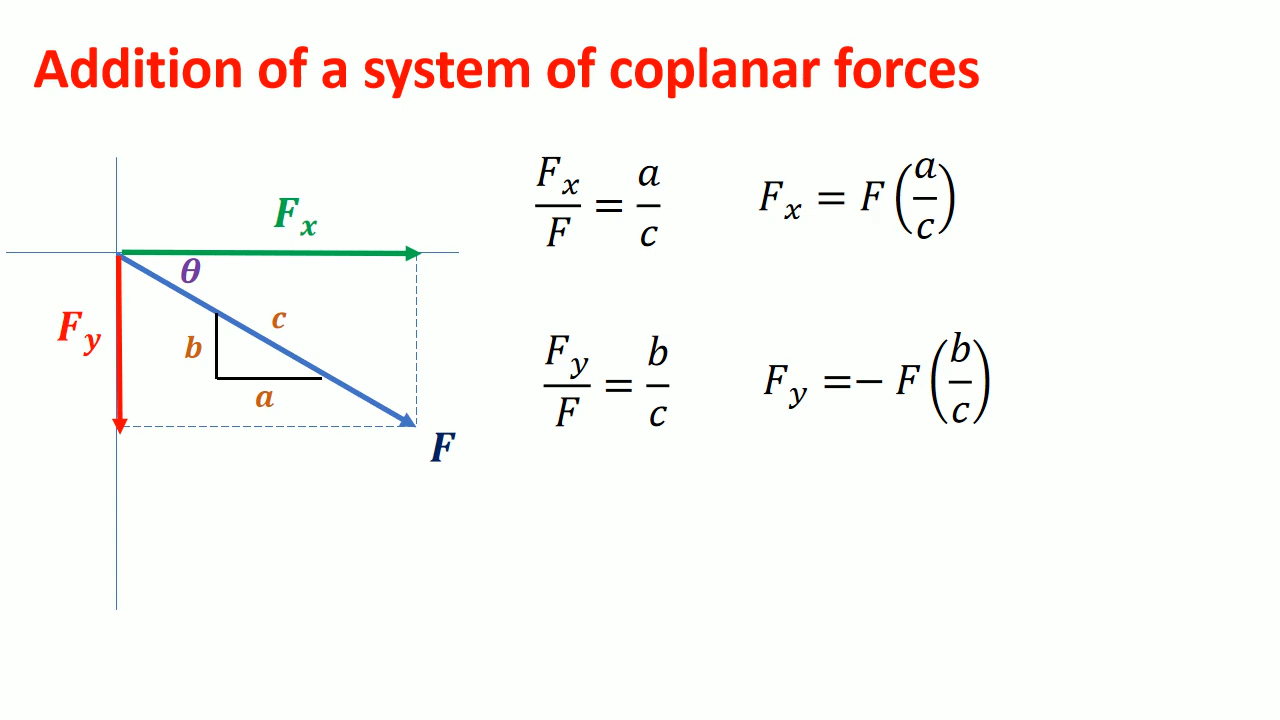 Addition of a system of coplanar forces
F_x
θ
F_y
c
b
a
F
F_x/F = a/c
F_x = F(a/c)
F_y/F = b/c
F_y =− F(b/c)